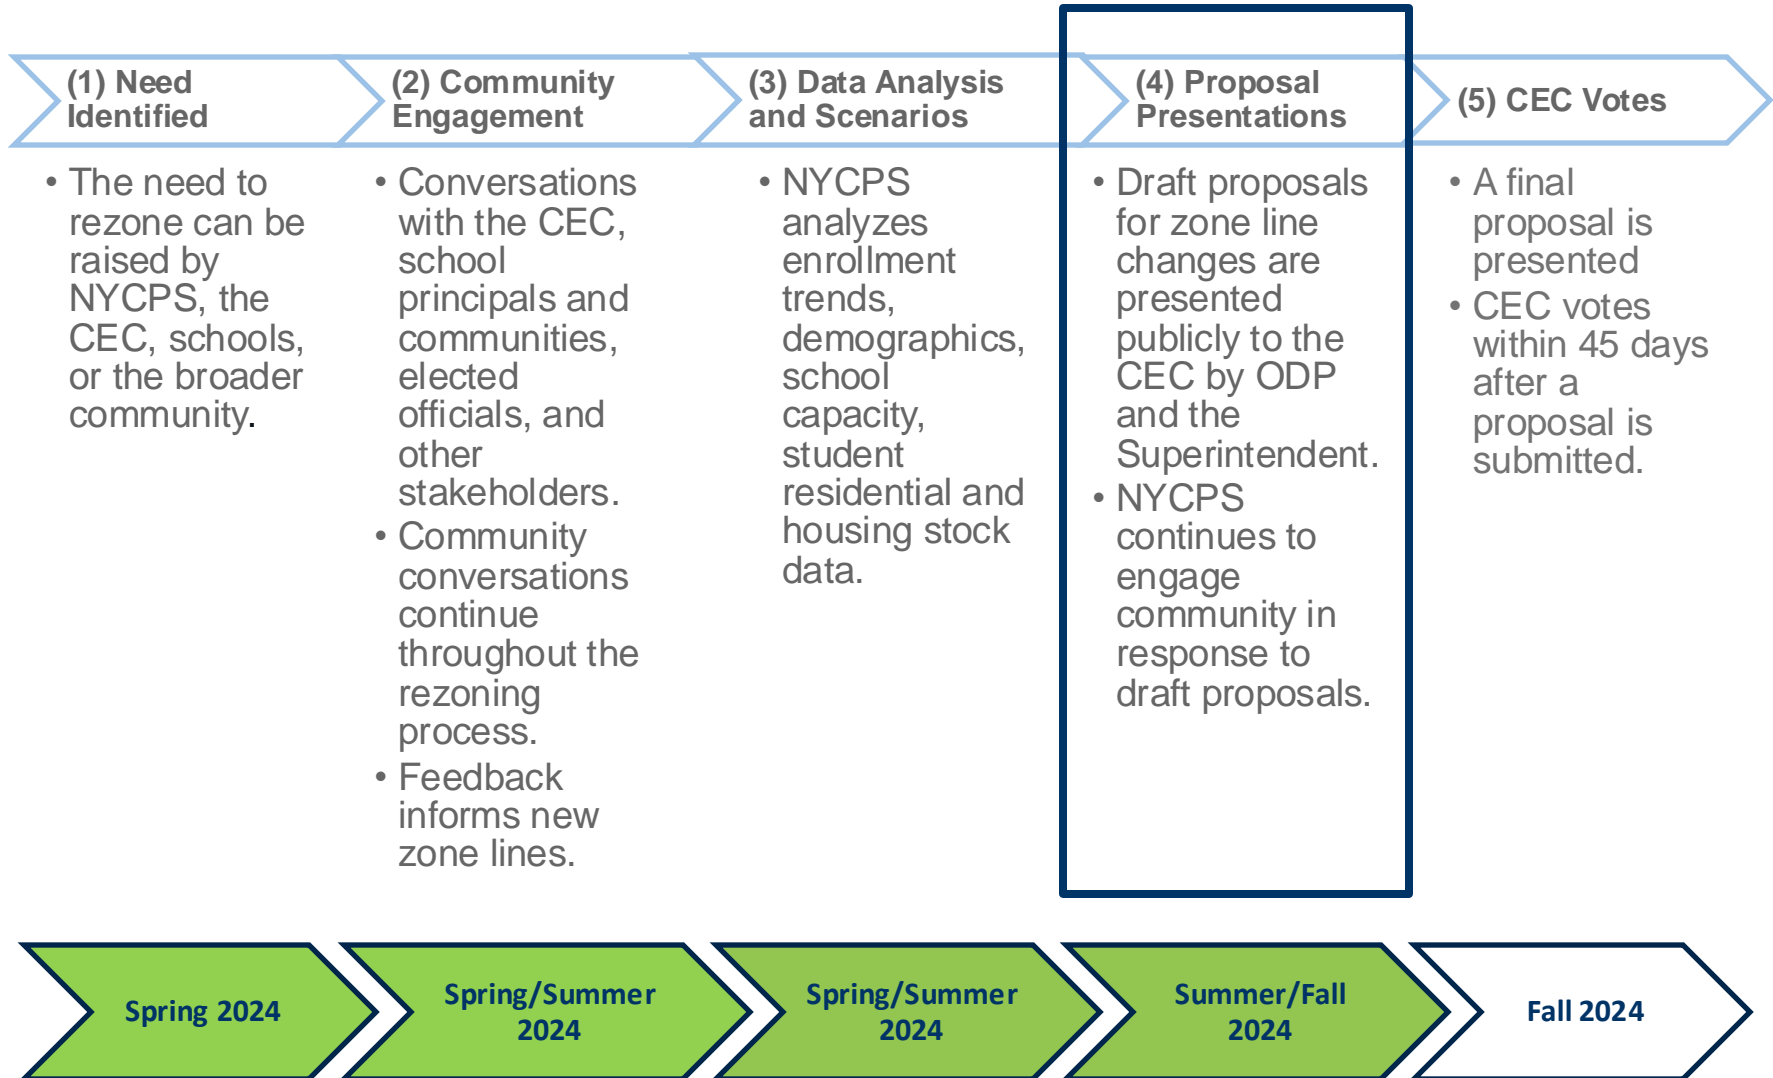 (1) Need
Identified
• The need to
rezone can be
raised by
NYCPS, the
CEC, schools,
or the broader
community.
(2) Community
Engagement
• Conversations
with the CEC,
school
principals and
communities,
elected
officials, and
other
stakeholders.
• Community
conversations
continue
throughout the
rezoning
process.
• Feedback
informs new
zone lines.
(3) Data Analysis
and Scenarios
• NYCPS
analyzes
enrollment
trends,
demographics,
school
capacity,
student
residential and
housing stock
data.
(4) Proposal
Presentations
• Draft proposals
for zone line
changes are
presented
publicly to the
CEC by ODP
and the
Superintendent.
• NYCPS
continues to
engage
community in
response to
draft proposals.
(5) CEC Votes
• A final
proposal is
presented
• CEC votes
within 45 days
after a
proposal is
submitted.
Spring 2024
Spring/Summer
2024
Spring/Summer
2024
Summer/Fall
2024
Fall 2024